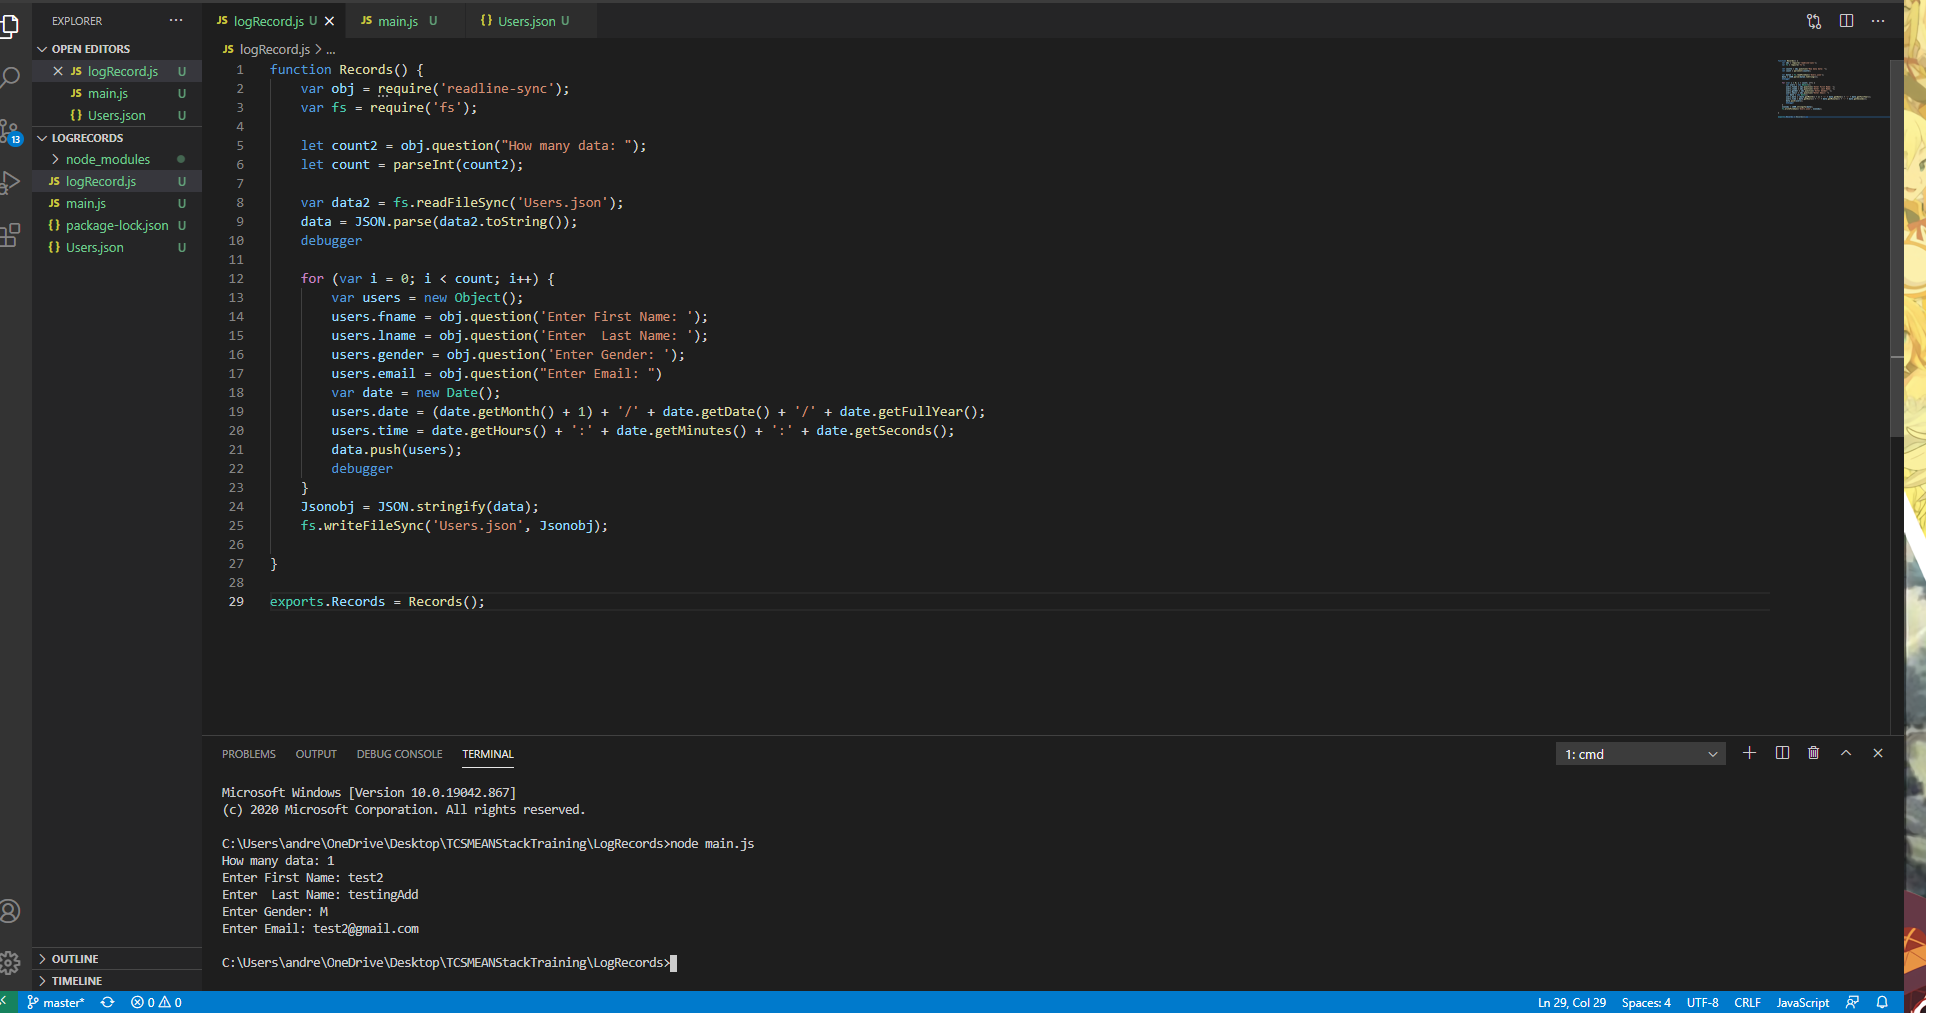 EXPLORER ···
OPEN EDITORS
JS logRecord.js U
JS main.js U
{} Users.json U
LOGRECORDS
node_modules
JS logRecord.js U
JS main.js U
{} package-lock.json U
{} Users.json U
13
OUTLINE
TIMELINE
JS logRecord.js U
JS main.js U
{} Users.json U
JS logRecord.js > ...
1 function Records() {
2 var obj = require('readline-sync');
3 var fs = require('fs');
4
5 let count2 = obj.question("How many data: ");
6 let count = parseInt(count2);
7
8 var data2 = fs.readFileSync('Users.json');
9 data = JSON.parse(data2.toString());
10 debugger
11
12 for (var i = 0; i < count; i++) {
13 var users = new Object();
14 users.fname = obj.question('Enter First Name: ');
15 users.lname = obj.question('Enter  Last Name: ');
16 users.gender = obj.question('Enter Gender: ');
17 users.email = obj.question("Enter Email: ")
18 var date = new Date();
19 users.date = (date.getMonth() + 1) + '/' + date.getDate() + '/' + date.getFullYear();
20 users.time = date.getHours() + ':' + date.getMinutes() + ':' + date.getSeconds();
21 data.push(users);
22 debugger
23 }
24 Jsonobj = JSON.stringify(data);
25 fs.writeFileSync('Users.json', Jsonobj);
26
27 }
28
29 exports.Records = Records();
PROBLEMS OUTPUT DEBUG CONSOLE TERMINAL
1: cmd
Microsoft Windows [Version 10.0.19042.867]
(c) 2020 Microsoft Corporation. All rights reserved.
C:\Users\andre\OneDrive\Desktop\TCSMEANStackTraining\LogRecords>node main.js
How many data: 1
Enter First Name: test2
Enter  Last Name: testingAdd
Enter Gender: M
Enter Email: test2@gmail.com
C:\Users\andre\OneDrive\Desktop\TCSMEANStackTraining\LogRecords>
master* 0 0
Ln 29, Col 29 Spaces: 4 UTF-8 CRLF JavaScript